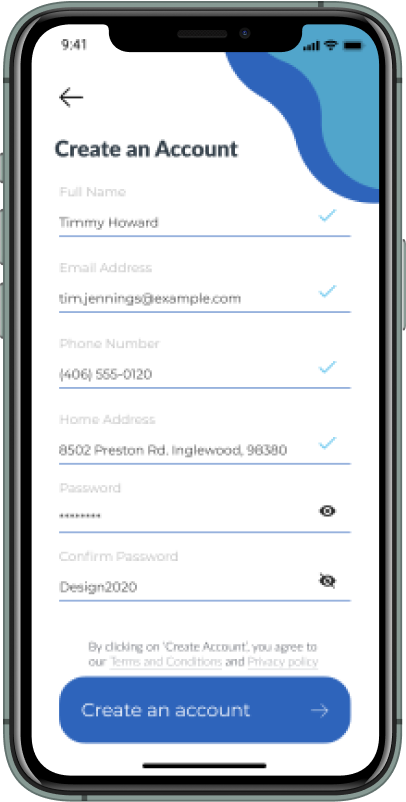 9:41
Create an Account
Full Name
Timmy Howard
Email Address
tim.jennings@example.com
Phone Number
(406) 555-0120
Home Address
8502 Preston Rd. Inglewood, 98380
Password
********
Confirm Password
Design2020
By clicking on 'Create Account', you agree to
our Terms and Conditions and Privacy policy
Create an account